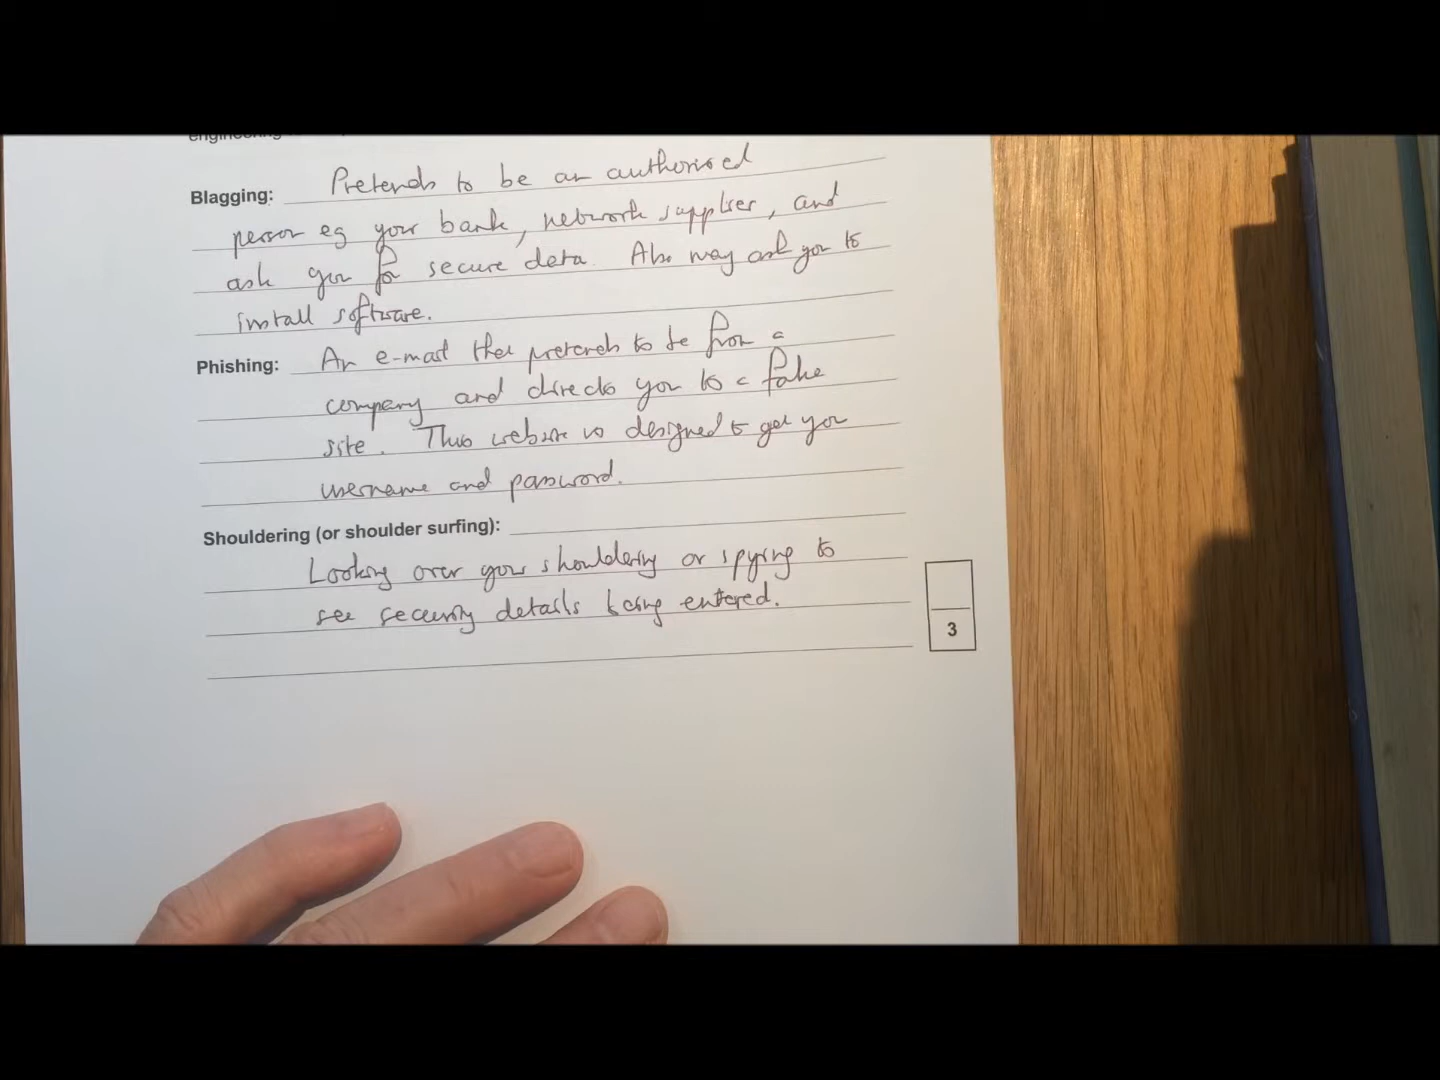 engineering
Blagging: Pretends to be an authorised
person eg your bank, network supplier, and
ask you for secure data. Also may ask you to
install software.
Phishing: An e-mail that pretends to be from a
company and directs you to a fake
site. This website is designed to get you
username and password.
Shouldering (or shoulder surfing):
Looking over your shouldering or spying to
see security details being entered.
3